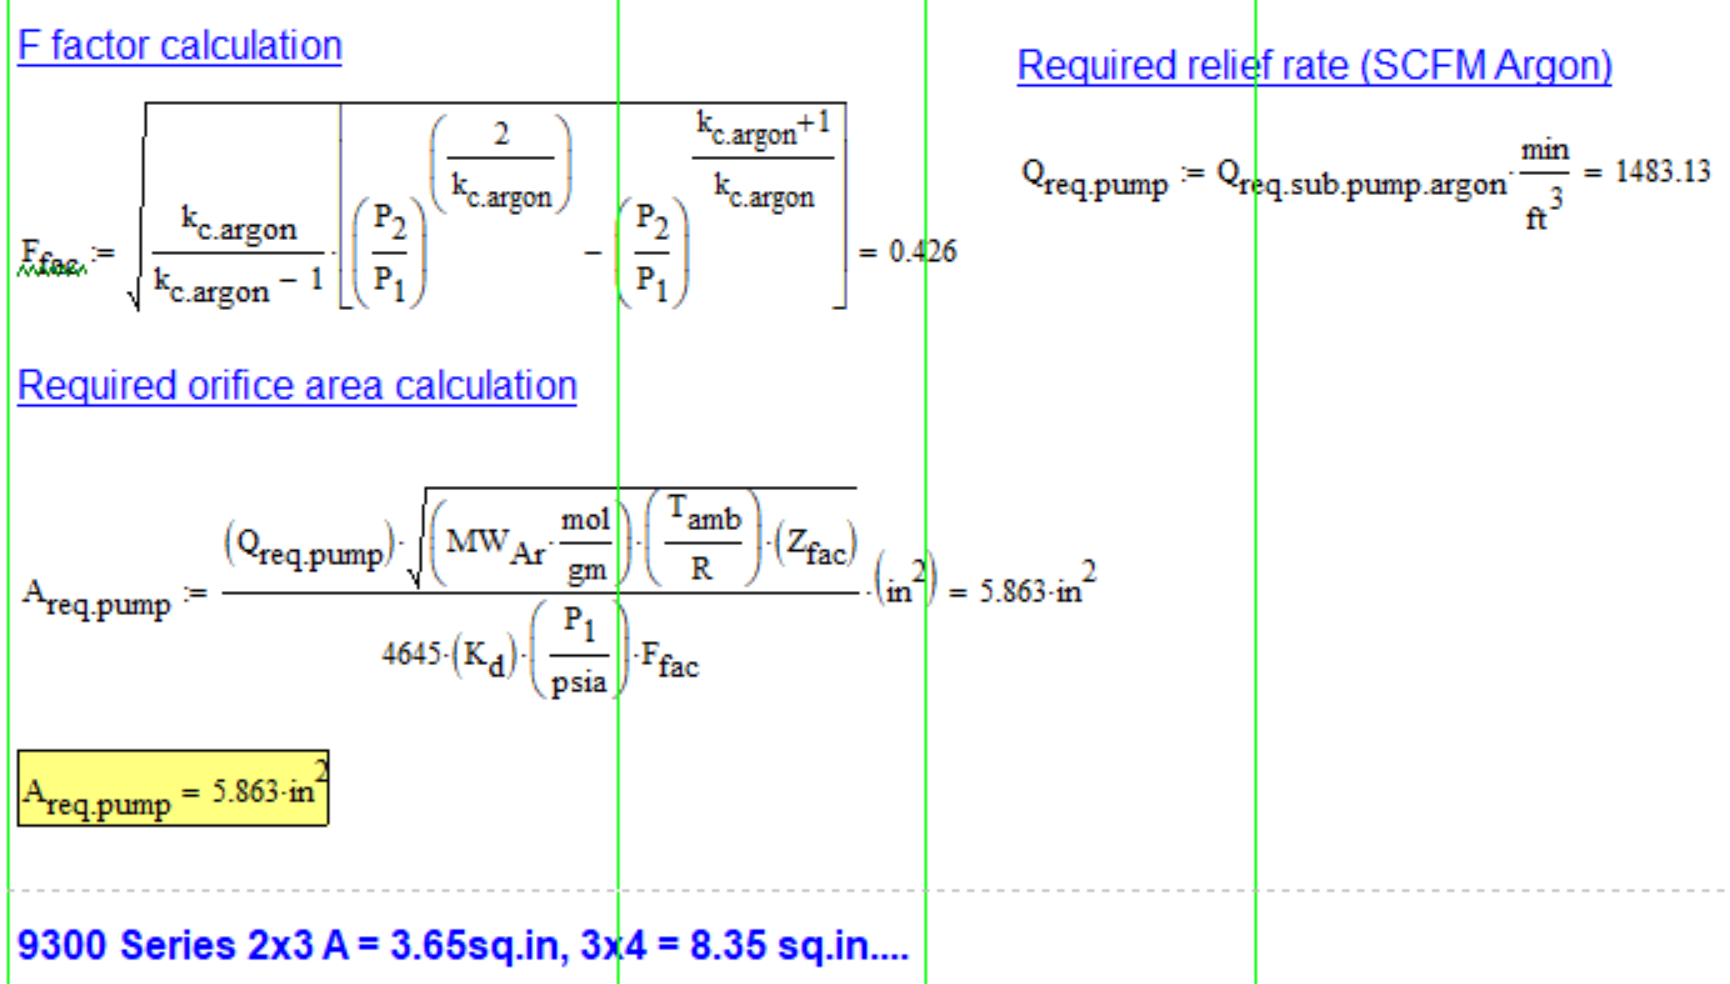 F factor calculation
F_fac := √( k_c.argon / (k_c.argon − 1) · [ (P_2/P_1)^(2/k_c.argon) − (P_2/P_1)^((k_c.argon+1)/k_c.argon) ] ) = 0.426
Required relief rate (SCFM Argon)
Q_req.pump := Q_req.sub.pump.argon · min/ft^3 = 1483.13
Required orifice area calculation
A_req.pump := (Q_req.pump)·√( (MW_Ar · mol/gm)·(T_amb/R)·(Z_fac) ) / ( 4645·(K_d)·(P_1/psia)·F_fac ) ·(in^2) = 5.863·in^2
A_req.pump = 5.863·in^2
9300 Series 2x3 A = 3.65sq.in, 3x4 = 8.35 sq.in....